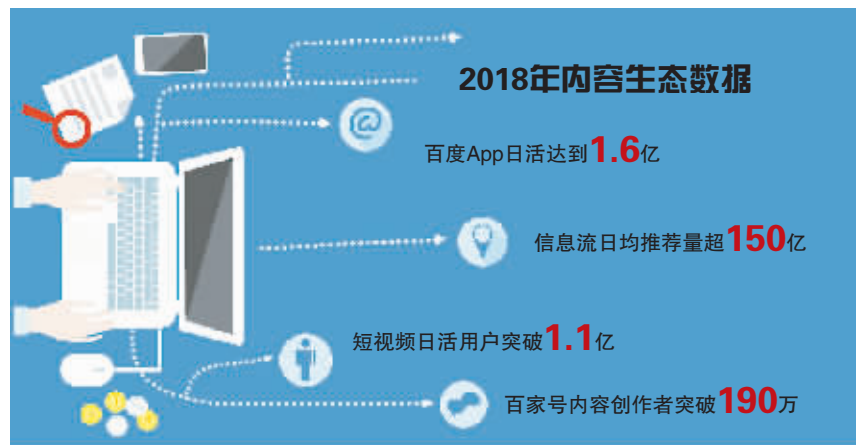 2018年内容生态数据
百度App日活达到1.6亿
信息流日均推荐量超150亿
短视频日活用户突破1.1亿
百家号内容创作者突破190万